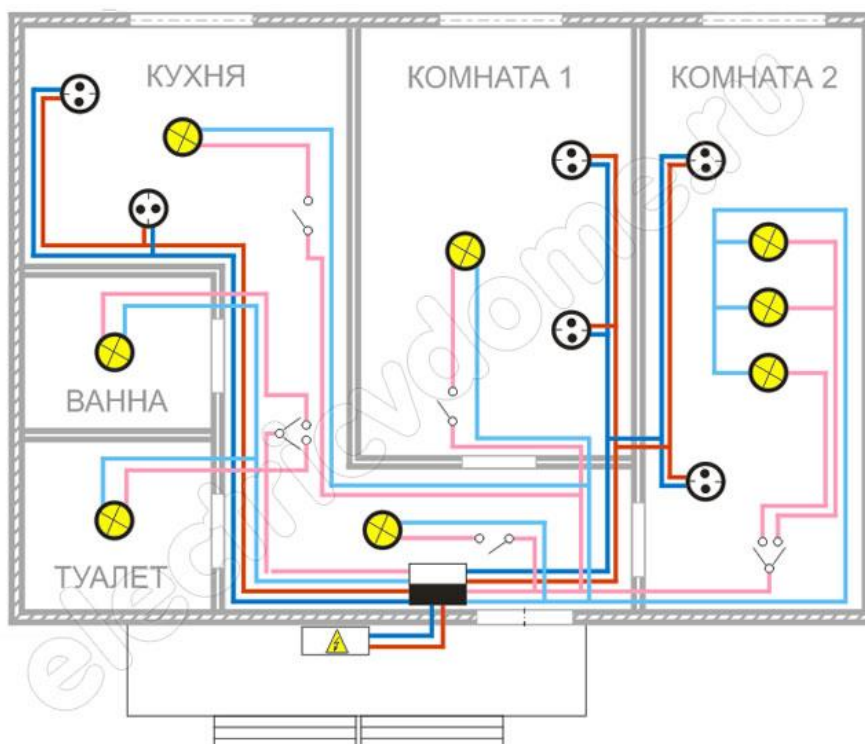 КУХНЯ
КОМНАТА 1
КОМНАТА 2
ВАННА
ТУАЛЕТ
electricvdome.ru